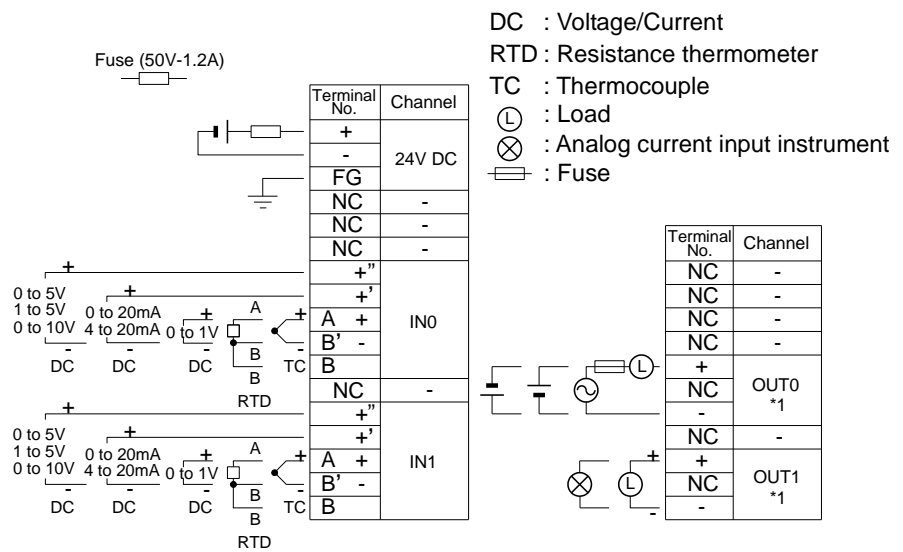 DC : Voltage/Current
RTD : Resistance thermometer
TC : Thermocouple
L : Load
: Analog current input instrument
: Fuse
Fuse (50V-1.2A)
Terminal No. Channel
+
- 24V DC
FG
NC -
NC -
NC -
+ +”
0 to 5V
1 to 5V
0 to 10V
- DC
+ +’
0 to 20mA
4 to 20mA
- DC
+ A +
0 to 1V
- DC
A
B
B
RTD
+
- TC
B’ -
B
IN0
NC -
+ +”
0 to 5V
1 to 5V
0 to 10V
- DC
+ +’
0 to 20mA
4 to 20mA
- DC
+ A +
0 to 1V
- DC
A
B
B
RTD
+
- TC
B’ -
B
IN1
Terminal No. Channel
NC -
NC -
NC -
NC -
L +
NC OUT0 *1
-
NC -
+ +
L NC OUT1 *1
- -